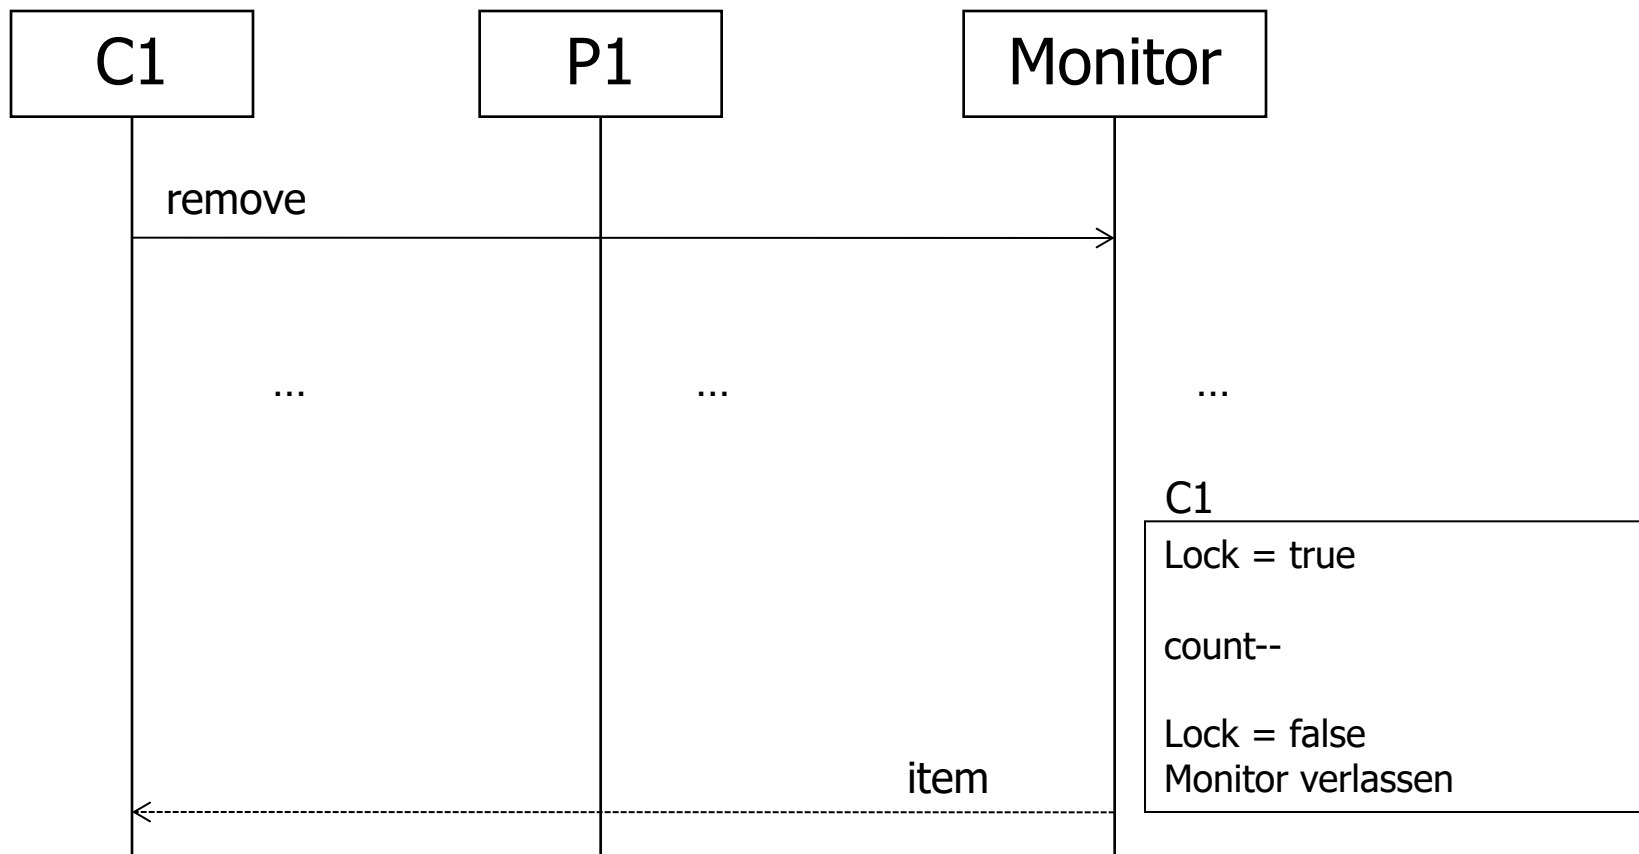 C1
P1
Monitor
remove
...
...
...
C1
Lock = true
count--
Lock = false
Monitor verlassen
item